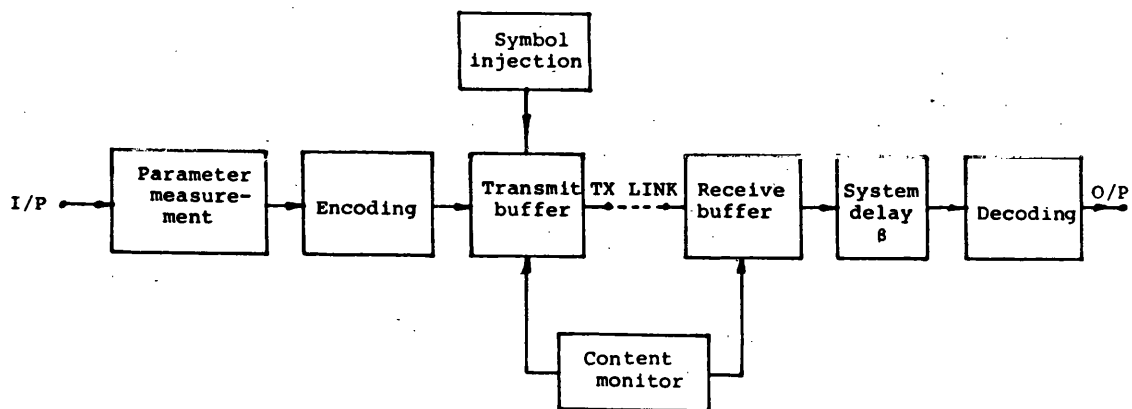 Symbol
injection
I/P
Parameter
measure-
ment
Encoding
Transmit
buffer
TX LINK
Receive
buffer
System
delay
β
Decoding
O/P
Content
monitor